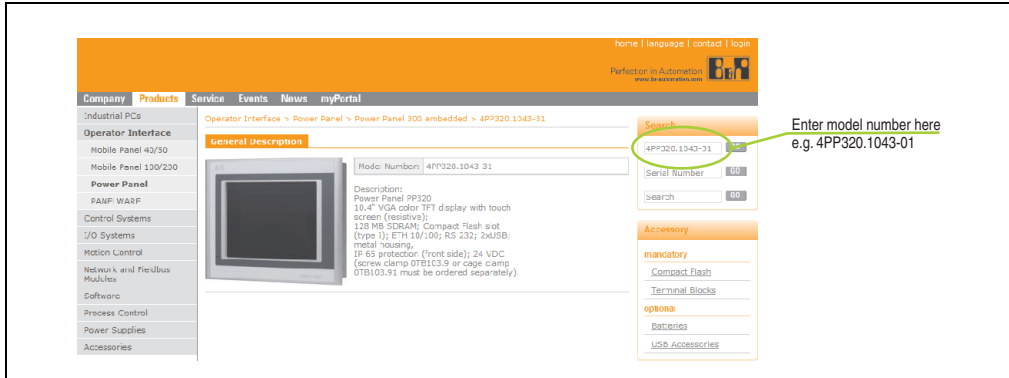 home | language | contact | login
Perfection in Automation
www.br-automation.com
B&R
Company Products Service Events News myPortal
Industrial PCs
Operator Interface
Mobile Panel 40/50
Mobile Panel 100/200
Power Panel
PANELWARE
Control Systems
I/O Systems
Motion Control
Network and Fieldbus
Modules
Software
Process Control
Power Supplies
Accessories
Operator Interface > Power Panel > Power Panel 300 embedded > 4PP320.1043-31
General Description
Model Number: 4PP320.1043-31
Description:
Power Panel PP320
10.4" VGA color TFT display with touch
screen (resistive);
128 MB SDRAM; Compact Flash slot
(type I); ETH 10/100; RS 232; 2xUSB;
metal housing,
IP 65 protection (front side); 24 VDC
(screw clamp 0TB103.9 or cage clamp
0TB103.91 must be ordered separately).
Search
4PP320.1043-31 GO
Serial Number GO
Search GO
Accessory
mandatory
Compact Flash
Terminal Blocks
optional
Batteries
USB Accessories
Enter model number here
e.g. 4PP320.1043-01